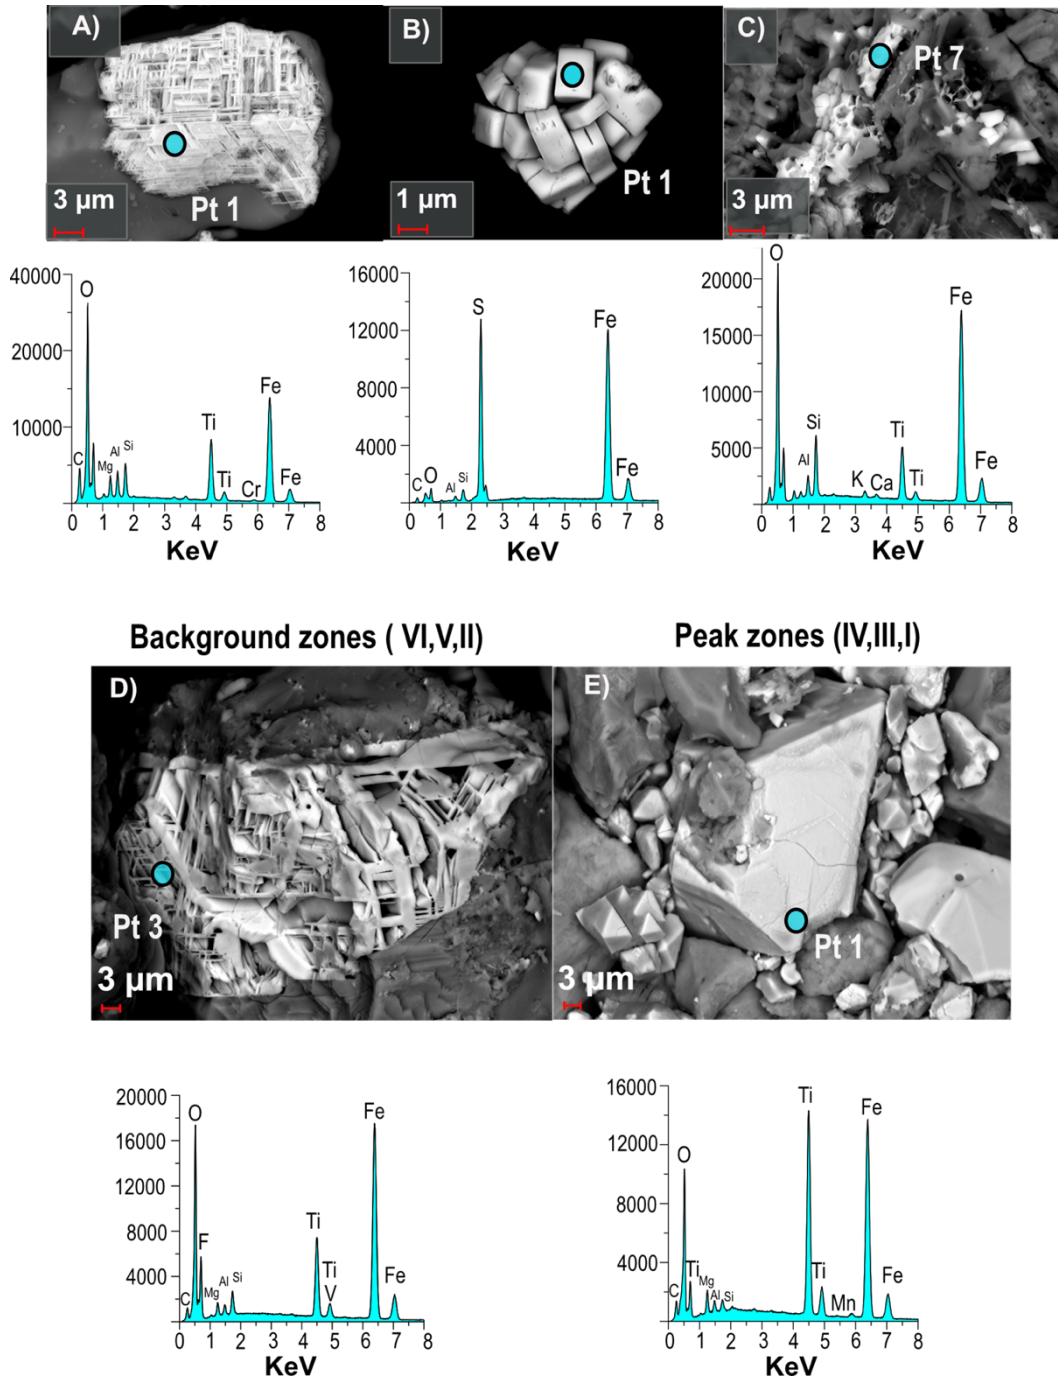 A)
Pt 1
3 µm
B)
Pt 1
1 µm
C)
Pt 7
3 µm
40000
20000
10000
O
C
Mg
Al
Si
Ti
Ti
Cr
Fe
Fe
0 1 2 3 4 5 6 7 8
KeV
16000
12000
8000
4000
C
O
Al
Si
S
Fe
Fe
0 1 2 3 4 5 6 7 8
KeV
20000
15000
10000
5000
O
Al
Si
K
Ca
Ti
Ti
Fe
Fe
0 1 2 3 4 5 6 7 8
KeV
Background zones ( VI,V,II)
Peak zones (IV,III,I)
D)
Pt 3
3 µm
E)
Pt 1
3 µm
20000
16000
12000
8000
4000
O
C
F
Mg
Al
Si
Ti
Ti
V
Fe
Fe
0 1 2 3 4 5 6 7 8
KeV
16000
12000
8000
4000
O
C
Ti
Mg
Al
Si
Ti
Ti
Mn
Fe
Fe
0 1 2 3 4 5 6 7 8
KeV